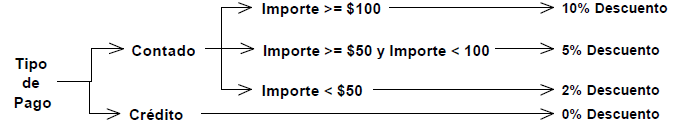 Tipo
de
Pago
Contado
Importe >= $100
10% Descuento
Importe >= $50 y Importe < 100
5% Descuento
Importe < $50
2% Descuento
Crédito
0% Descuento